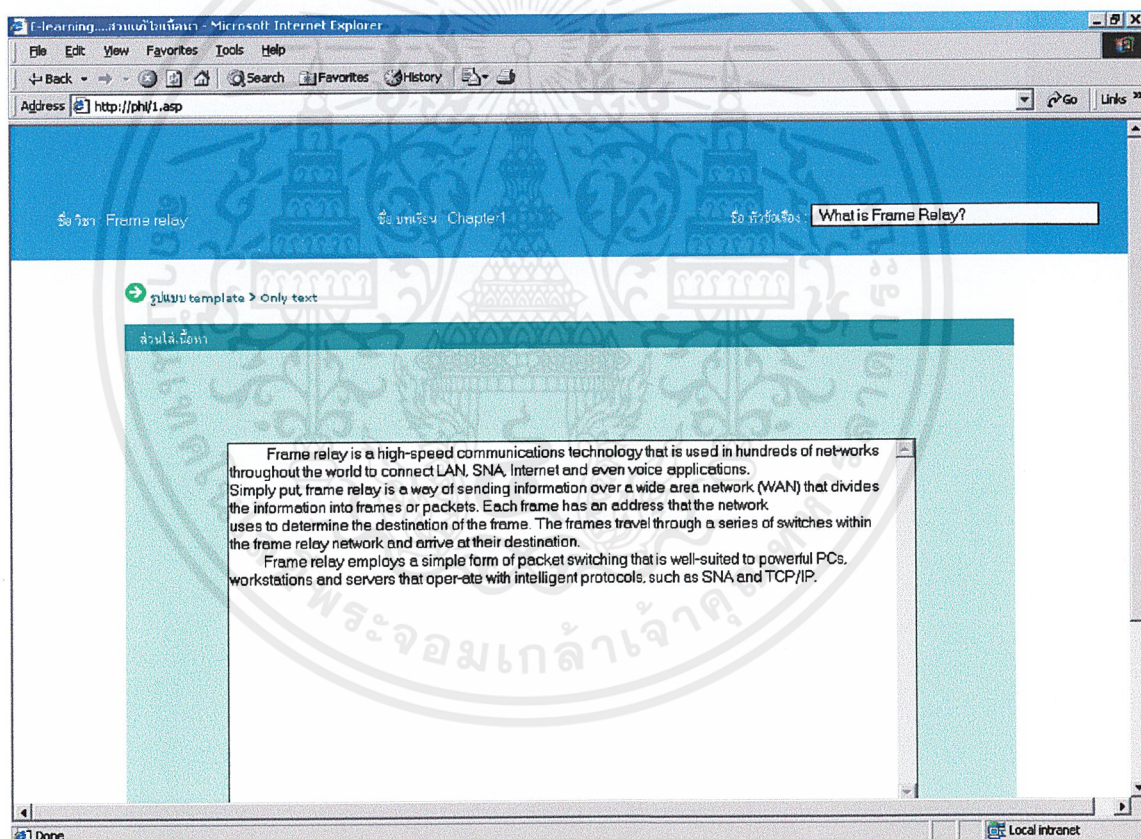 E-learning....ส่วนแก้ไขเนื้อหา - Microsoft Internet Explorer
File Edit View Favorites Tools Help
Back Search Favorites History
Address http://phl/1.asp Go Links »
ชื่อวิชา : Frame relay ชื่อ บทเรียน : Chapter1 ชื่อ หัวข้อเรื่อง : What is Frame Relay?
รูปแบบ template > Only text
ส่วนใส่เนื้อหา
Frame relay is a high-speed communications technology that is used in hundreds of net-works
throughout the world to connect LAN, SNA, Internet and even voice applications.
Simply put, frame relay is a way of sending information over a wide area network (WAN) that divides
the information into frames or packets. Each frame has an address that the network
uses to determine the destination of the frame. The frames travel through a series of switches within
the frame relay network and arrive at their destination.
Frame relay employs a simple form of packet switching that is well-suited to powerful PCs,
workstations and servers that oper-ate with intelligent protocols, such as SNA and TCP/IP.
Done Local intranet